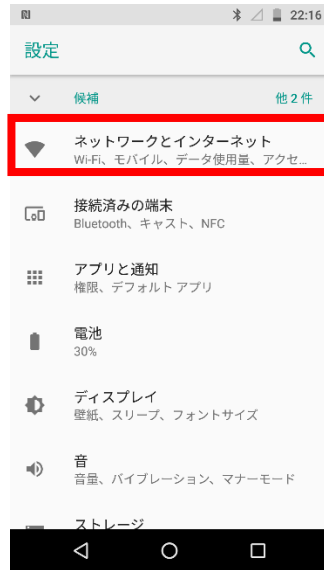 22:16
設定
候補 他 2 件
ネットワークとインターネット
Wi-Fi、モバイル、データ使用量、アクセ...
接続済みの端末
Bluetooth、キャスト、NFC
アプリと通知
権限、デフォルト アプリ
電池
30%
ディスプレイ
壁紙、スリープ、フォントサイズ
音
音量、バイブレーション、マナーモード
ストレージ